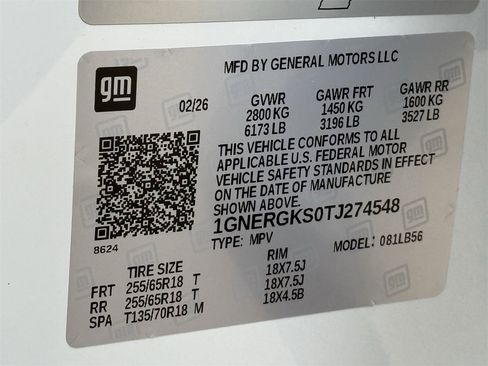 MFD BY GENERAL MOTORS LLC
gm
02/26
GVWR
2800 KG
6173 LB
GAWR FRT
1450 KG
3196 LB
GAWR RR
1600 KG
3527 LB
THIS VEHICLE CONFORMS TO ALL
APPLICABLE U.S. FEDERAL MOTOR
VEHICLE SAFETY STANDARDS IN EFFECT
ON THE DATE OF MANUFACTURE
SHOWN ABOVE.
1GNERGKS0TJ274548
8624
TYPE: MPV
MODEL: 081LB56
TIRE SIZE
RIM
FRT 255/65R18 T 18X7.5J
RR 255/65R18 T 18X7.5J
SPA T135/70R18 M 18X4.5B